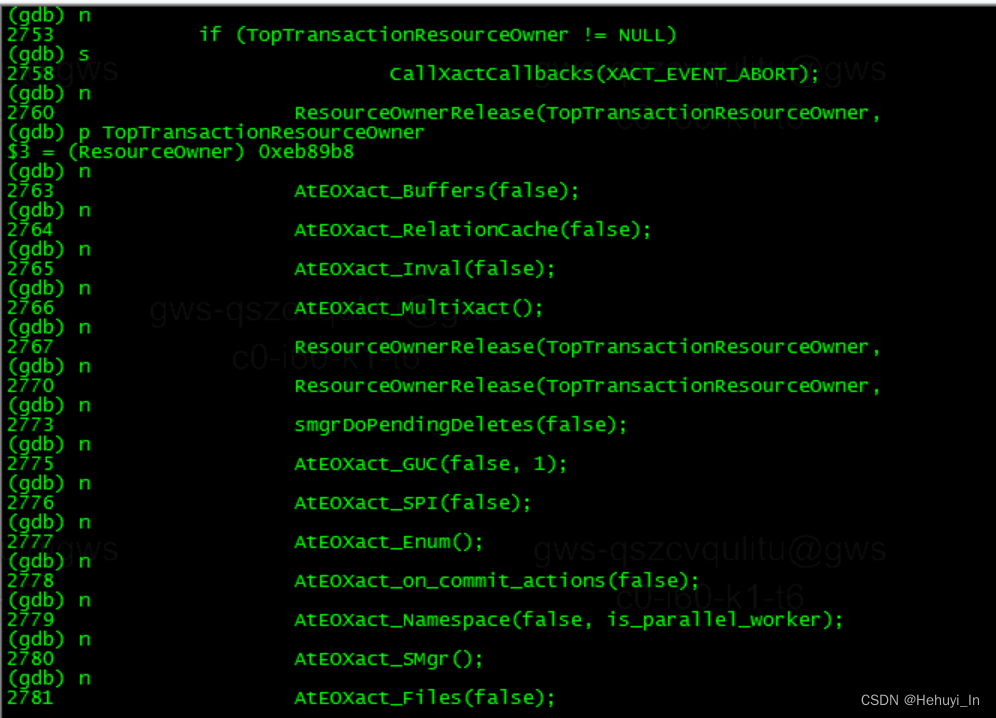 (gdb) n
2753 if (TopTransactionResourceOwner != NULL)
(gdb) s
2758 CallXactCallbacks(XACT_EVENT_ABORT);
(gdb) n
2760 ResourceOwnerRelease(TopTransactionResourceOwner,
(gdb) p TopTransactionResourceOwner
$3 = (ResourceOwner) 0xeb89b8
(gdb) n
2763 AtEOXact_Buffers(false);
(gdb) n
2764 AtEOXact_RelationCache(false);
(gdb) n
2765 AtEOXact_Inval(false);
(gdb) n
2766 AtEOXact_MultiXact();
(gdb) n
2767 ResourceOwnerRelease(TopTransactionResourceOwner,
(gdb) n
2770 ResourceOwnerRelease(TopTransactionResourceOwner,
(gdb) n
2773 smgrDoPendingDeletes(false);
(gdb) n
2775 AtEOXact_GUC(false, 1);
(gdb) n
2776 AtEOXact_SPI(false);
(gdb) n
2777 AtEOXact_Enum();
(gdb) n
2778 AtEOXact_on_commit_actions(false);
(gdb) n
2779 AtEOXact_Namespace(false, is_parallel_worker);
(gdb) n
2780 AtEOXact_SMgr();
(gdb) n
2781 AtEOXact_Files(false);
gws-qszcvqulitu@gws
c0-i60-k1-t6
CSDN @Hehuyi_In